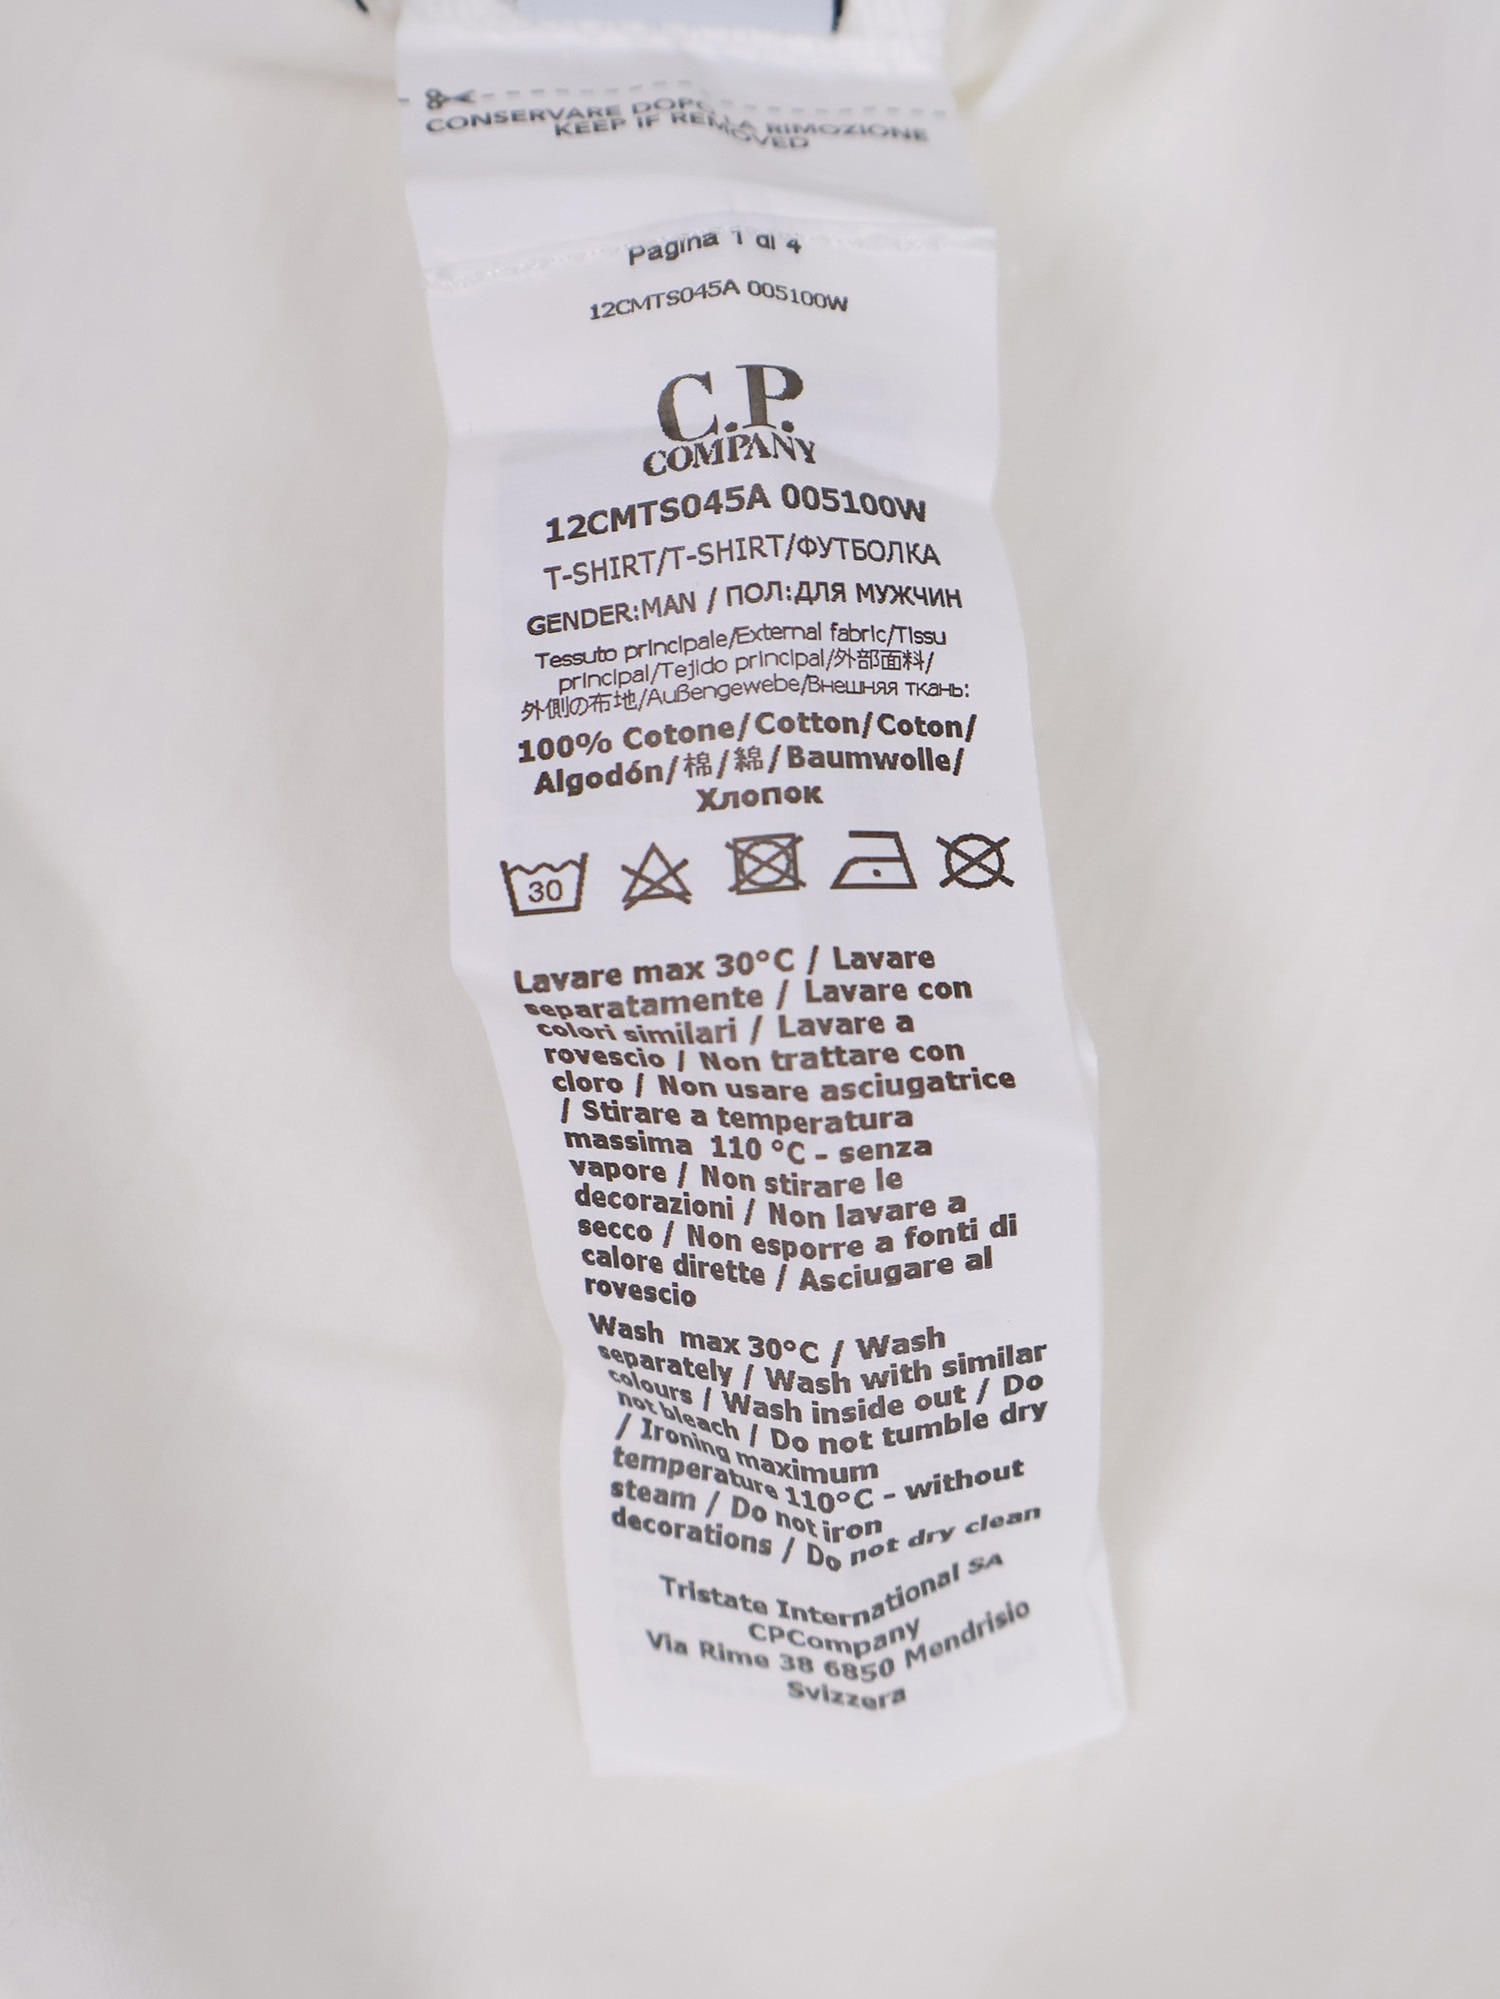 CONSERVARE DOPO LA RIMOZIONE
KEEP IF REMOVED
Pagina 1 di 4
12CMTS045A 005100W
C.P.
COMPANY
12CMTS045A 005100W
T-SHIRT/T-SHIRT/ФУТБОЛКА
GENDER:MAN / ПОЛ:ДЛЯ МУЖЧИН
Tessuto principale/External fabric/Tissu
principal/Tejido principal/外部面料/
外側の布地/Außengewebe/Внешняя ткань:
100% Cotone/Cotton/Coton/
Algodón/棉/綿/Baumwolle/
Хлопок
30
Lavare max 30°C / Lavare
separatamente / Lavare con
colori similari / Lavare a
rovescio / Non trattare con
cloro / Non usare asciugatrice
/ Stirare a temperatura
massima 110 °C - senza
vapore / Non stirare le
decorazioni / Non lavare a
secco / Non esporre a fonti di
calore dirette / Asciugare al
rovescio
Wash max 30°C / Wash
separately / Wash with similar
colours / Wash inside out / Do
not bleach / Do not tumble dry
/ Ironing maximum
temperature 110°C - without
steam / Do not iron
decorations / Do not dry clean
Tristate International SA
CPCompany
Via Rime 38 6850 Mendrisio
Svizzera